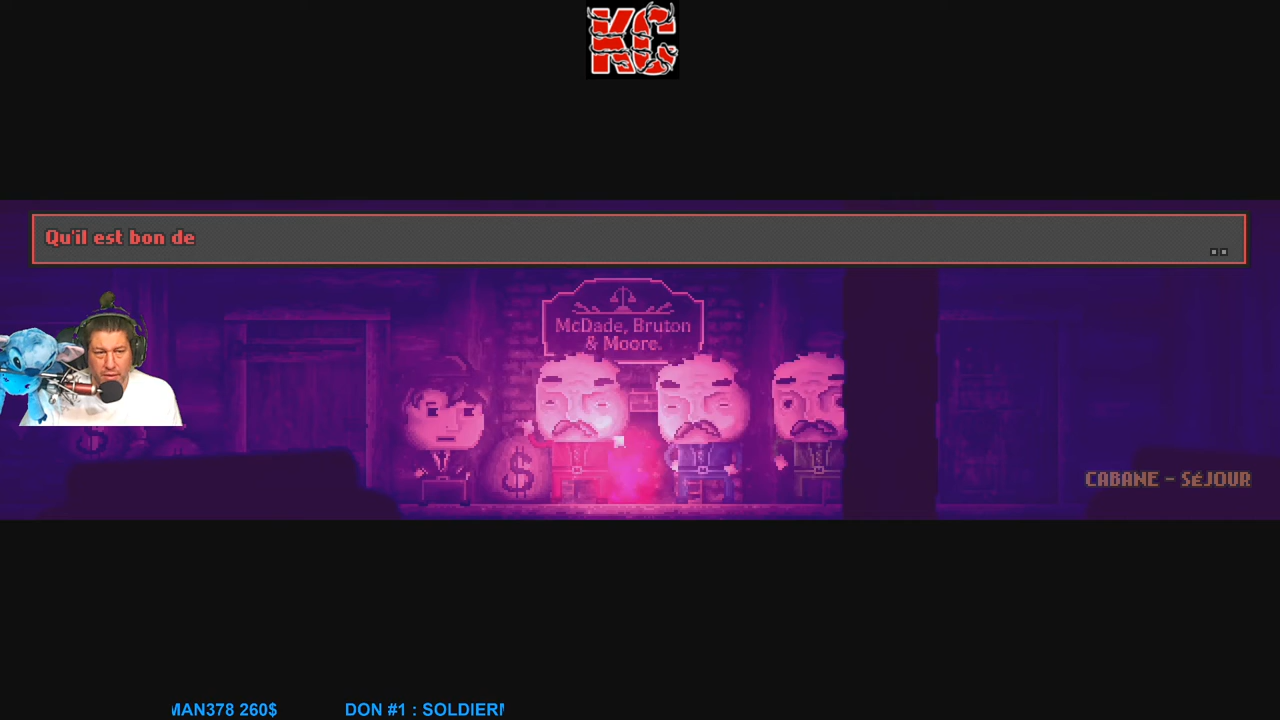 KC
Qu'il est bon de
McDade, Bruton
& Moore.
$
CABANE - SÉJOUR
MAN378 260$ DON #1 : SOLDIER